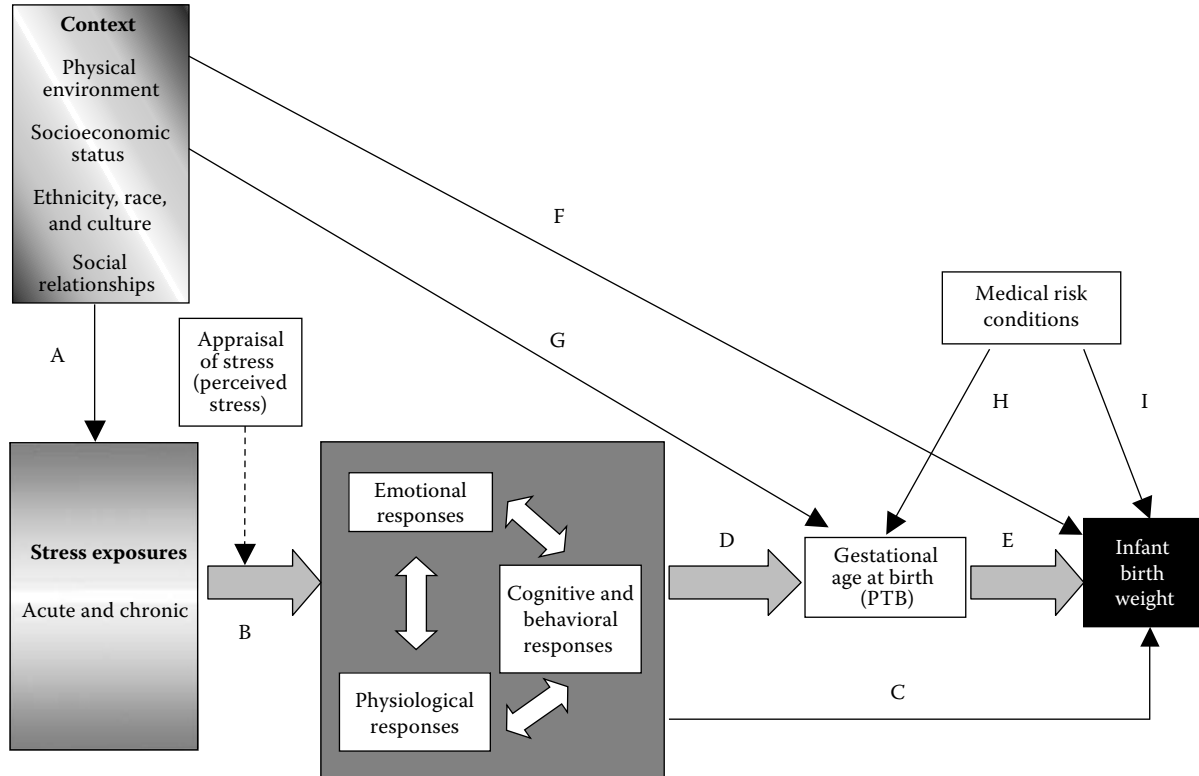 Context
Physical
environment
Socioeconomic
status
Ethnicity, race,
and culture
Social
relationships
A
Appraisal
of stress
(perceived
stress)
F
G
Medical risk
conditions
H
I
Stress exposures
Acute and chronic
B
Emotional
responses
Cognitive and
behavioral
responses
Physiological
responses
D
Gestational
age at birth
(PTB)
E
Infant
birth
weight
C